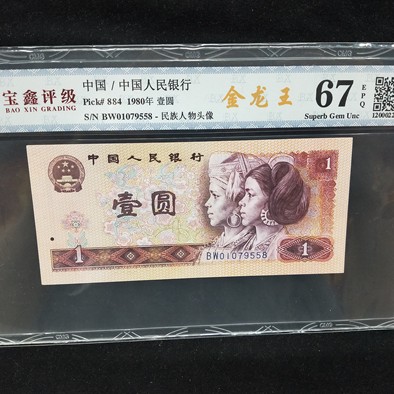 宝鑫评级
BAO XIN GRADING
中国 / 中国人民银行
Pick# 884 1980年 壹圆
S/N BW01079558 - 民族人物头像
金龙王
67
EPQ
Superb Gem Unc
中国人民银行
1
壹圆
1
1
BW01079558